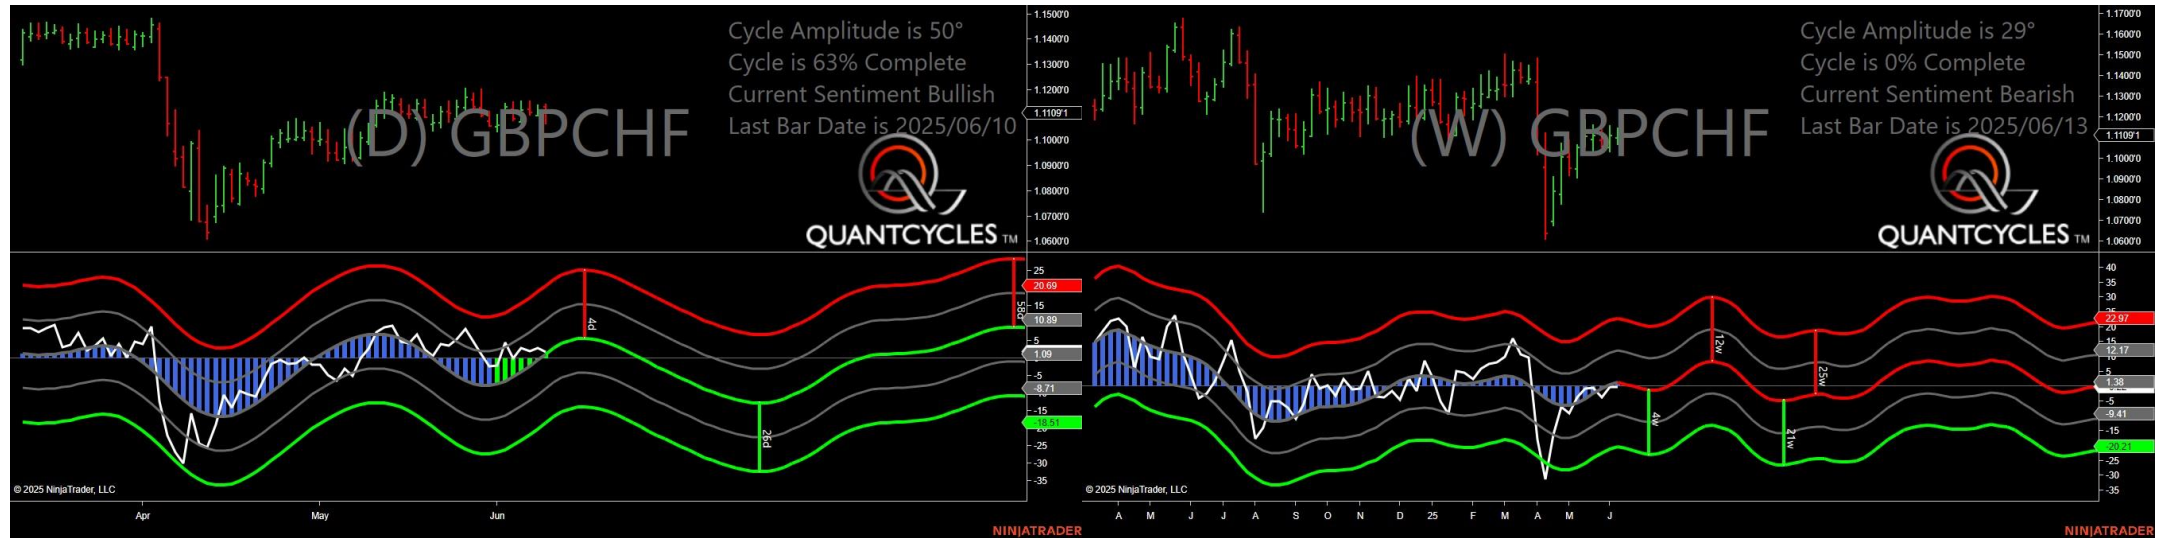 Cycle Amplitude is 50°
Cycle is 63% Complete
Current Sentiment Bullish
Last Bar Date is 2025/06/10
(D) GBPCHF
QUANTCYCLES TM
1.1500'0
1.1400'0
1.1300'0
1.1200'0
1.1109'1
1.1000'0
1.0900'0
1.0800'0
1.0700'0
1.0600'0
25
20.69
15
10.89
5
1.09
-5
-8.71
-15
-18.51
-25
-30
-35
4d
26d
58d
© 2025 NinjaTrader, LLC
Apr
May
Jun
NINJATRADER
Cycle Amplitude is 29°
Cycle is 0% Complete
Current Sentiment Bearish
Last Bar Date is 2025/06/13
(W) GBPCHF
QUANTCYCLES TM
1.1700'0
1.1600'0
1.1500'0
1.1400'0
1.1300'0
1.1200'0
1.1109'1
1.1000'0
1.0900'0
1.0800'0
1.0700'0
1.0600'0
40
35
30
22.97
20
12.17
5
1.38
-5
-9.41
-15
-20.21
-25
-30
-35
4w
12w
21w
25w
© 2025 NinjaTrader, LLC
A M J J A S O N D 25 F M A M J
NINJATRADER